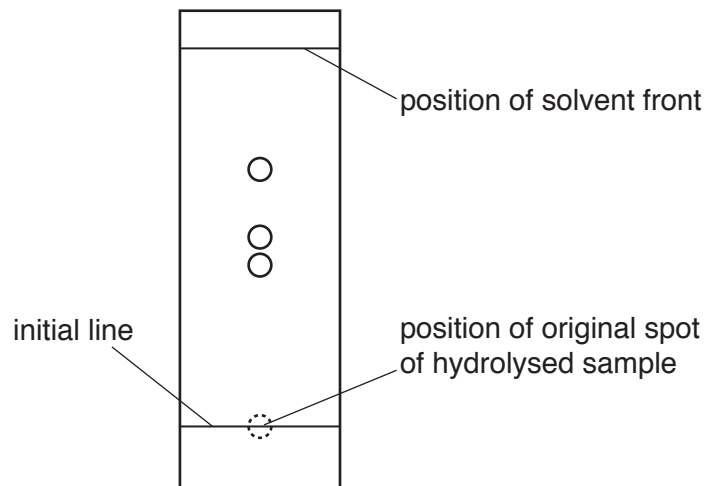 position of solvent front
initial line
position of original spot
of hydrolysed sample